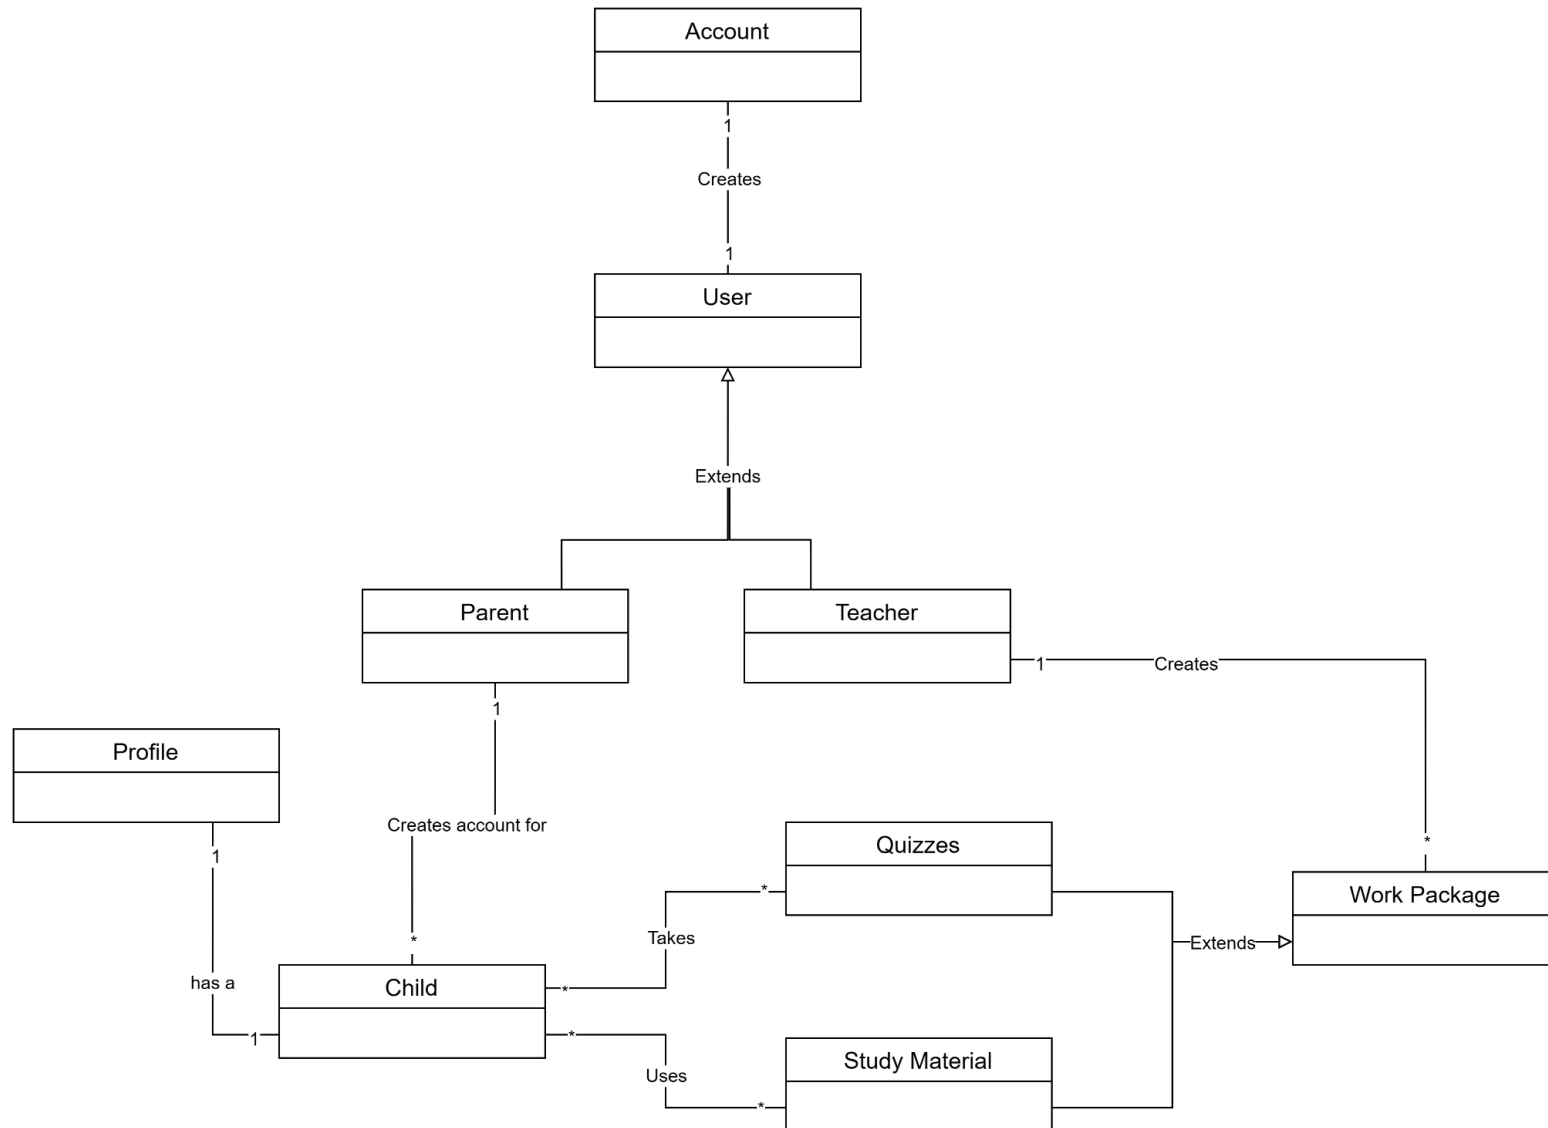 Account
1
Creates
1
User
Extends
Parent
Teacher
1
Creates
*
Work Package
1
Creates account for
*
Profile
1
has a
1
Child
*
Takes
*
Quizzes
*
Uses
*
Study Material
Extends